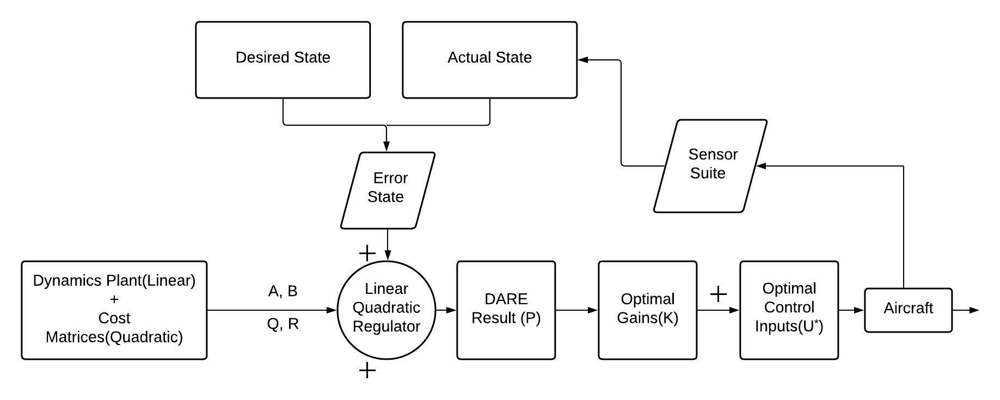 Desired State
Actual State
Sensor
Suite
Error
State
+
Dynamics Plant(Linear)
+
Cost
Matrices(Quadratic)
A, B
Q, R
Linear
Quadratic
Regulator
+
DARE
Result (P)
Optimal
Gains(K)
+
Optimal
Control
Inputs(U*)
Aircraft